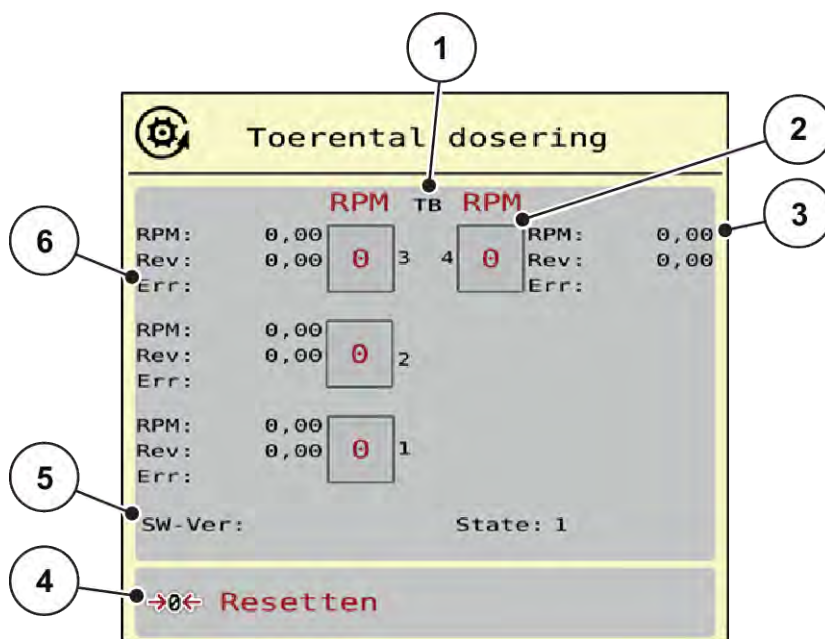 1
Toerental dosering
2
RPM TB RPM
3
6
RPM: 0,00 RPM: 0,00
Rev: 0,00 0 3 4 0 Rev: 0,00
Err: Err:
RPM: 0,00
Rev: 0,00 0 2
Err:
RPM: 0,00
Rev: 0,00 0 1
Err:
5
SW-Ver: State: 1
4
→0← Resetten